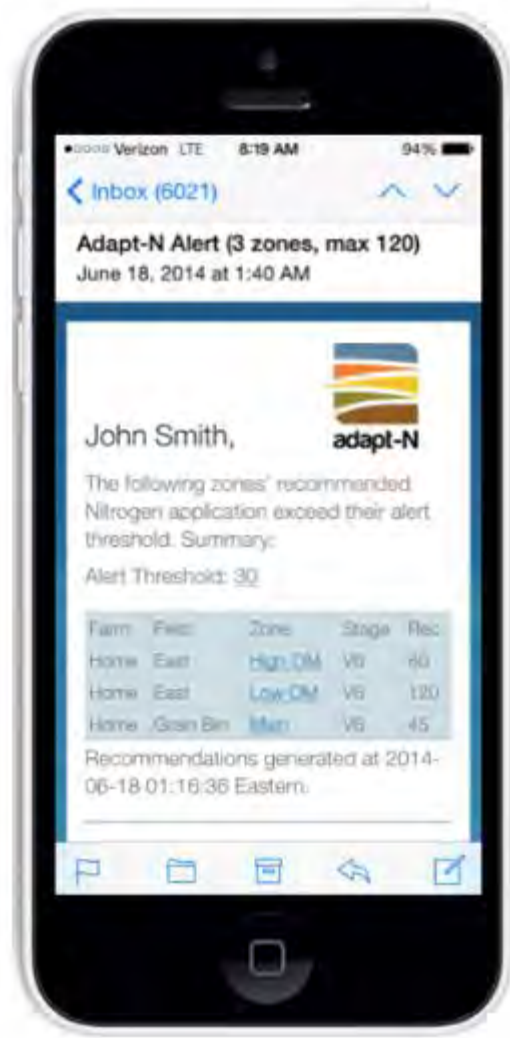 Verizon LTE 8:19 AM 94%
Inbox (6021)
Adapt-N Alert (3 zones, max 120)
June 18, 2014 at 1:40 AM
adapt-N
John Smith,
The following zones' recommended
Nitrogen application exceed their alert
threshold. Summary:
Alert Threshold: 30
Farm Field Zone Stage Rec
Home East High OM V6 60
Home East Low OM V6 120
Home Grain Bin Main V6 45
Recommendations generated at 2014-
06-18 01:16:36 Eastern.